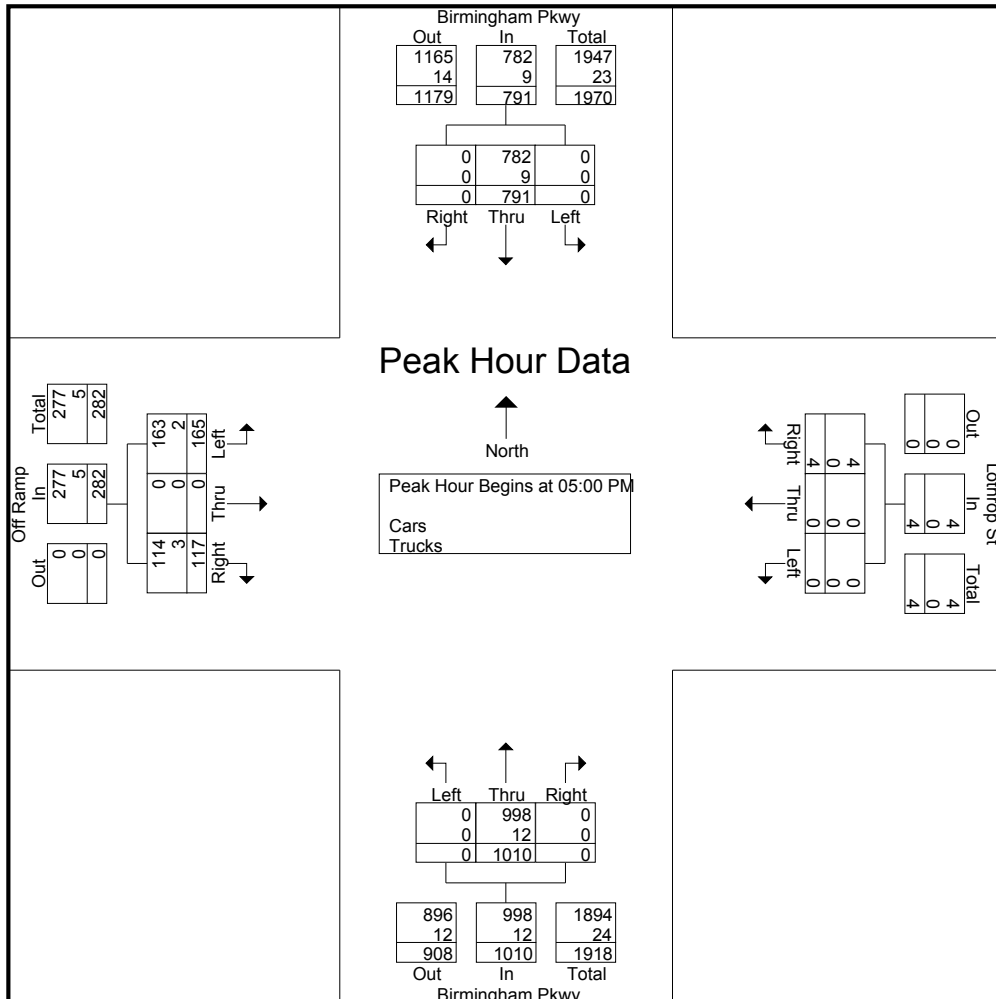 Birmingham Pkwy
Out In Total
1165 782 1947
14 9 23
1179 791 1970
0 782 0
0 9 0
0 791 0
Right Thru Left
Peak Hour Data
North
Peak Hour Begins at 05:00 PM
Cars
Trucks
Off Ramp
Total In Out
277 277 0
5 5 0
282 282 0
163 0 114
2 0 3
165 0 117
Left Thru Right
Lothrop St
Out In Total
0 4 4
0 0 0
0 4 4
Right Thru Left
4 0 0
0 0 0
4 0 0
Left Thru Right
0 998 0
0 12 0
0 1010 0
896 998 1894
12 12 24
908 1010 1918
Out In Total
Birmingham Pkwy